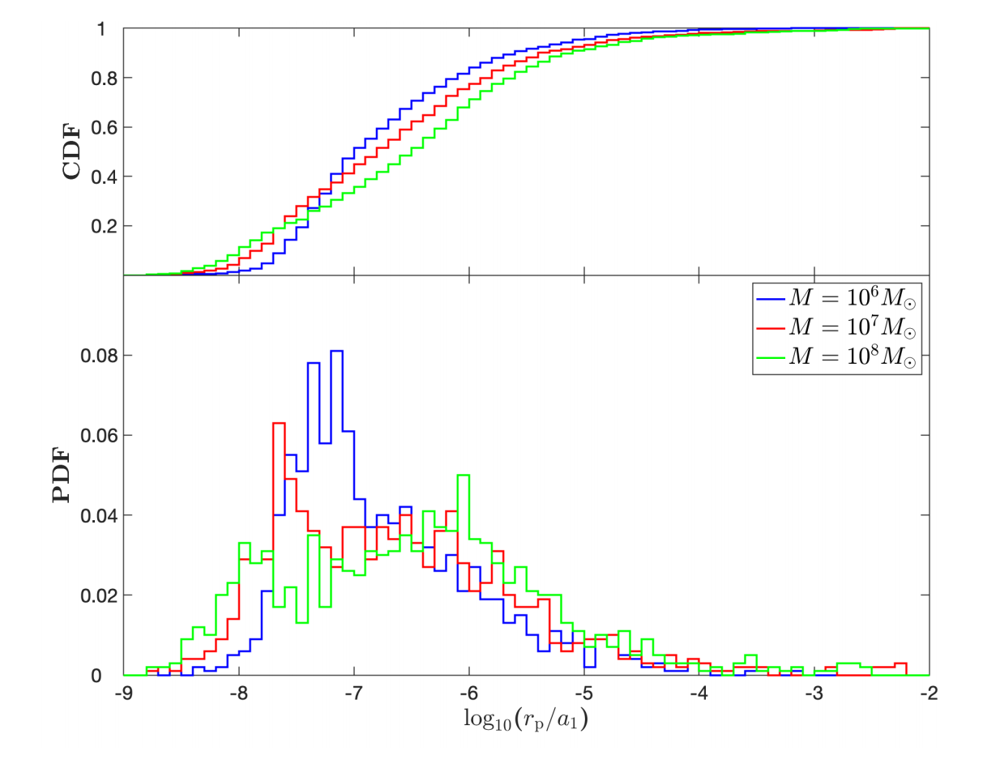 1
0.8
0.6
0.4
0.2
CDF
M = 10^6 M_⊙
M = 10^7 M_⊙
M = 10^8 M_⊙
0.08
0.06
0.04
0.02
0
PDF
-9 -8 -7 -6 -5 -4 -3 -2
log_10(r_p/a_1)